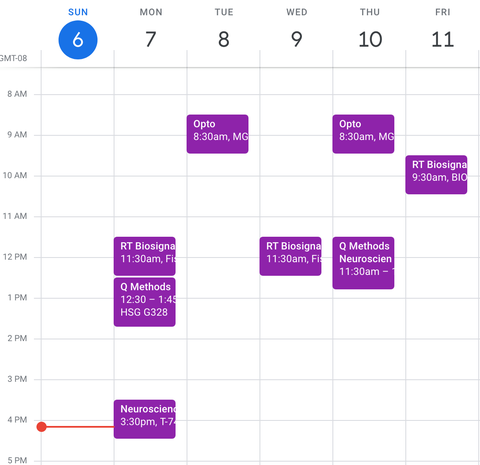 SUN MON TUE WED THU FRI
6 7 8 9 10 11
GMT-08
8 AM
Opto Opto
8:30am, MG 8:30am, MG
9 AM
RT Biosigna
9:30am, BIO
10 AM
11 AM
RT Biosigna RT Biosigna Q Methods
11:30am, Fis 11:30am, Fis Neuroscien
11:30am – 1
12 PM
Q Methods
12:30 – 1:45
HSG G328
1 PM
2 PM
3 PM
Neuroscienc
3:30pm, T-74
4 PM
5 PM